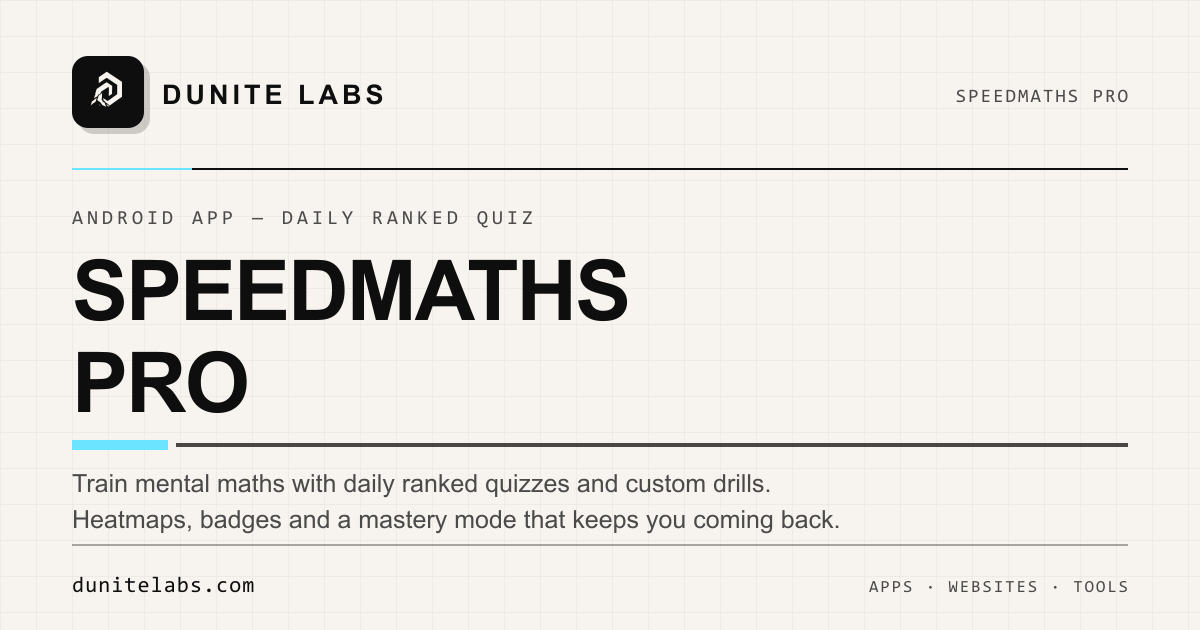 DUNITE LABS
SPEEDMATHS PRO
ANDROID APP — DAILY RANKED QUIZ
SPEEDMATHS
PRO
Train mental maths with daily ranked quizzes and custom drills.
Heatmaps, badges and a mastery mode that keeps you coming back.
dunitelabs.com
APPS · WEBSITES · TOOLS